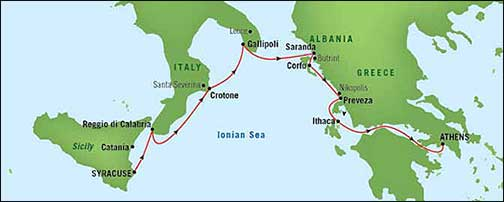 Lecce
Gallipoli
ALBANIA
Saranda
Butrint
Corfo
ITALY
GREECE
Santa Severina
Crotone
Nikopolis
Preveza
Reggio di Calabria
Ionian Sea
Ithaca
ATHENS
Sicily
Catania
SYRACUSE